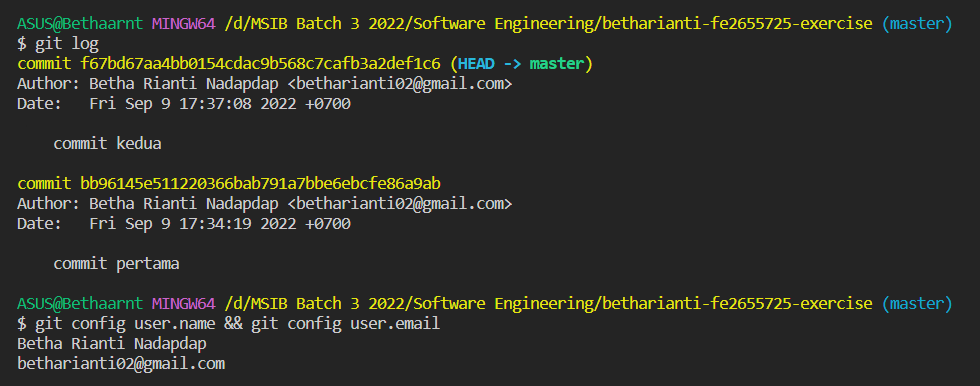 ASUS@Bethaarnt MINGW64 /d/MSIB Batch 3 2022/Software Engineering/betharianti-fe2655725-exercise (master)
$ git log
commit f67bd67aa4bb0154cdac9b568c7cafb3a2def1c6 (HEAD -> master)
Author: Betha Rianti Nadapdap <betharianti02@gmail.com>
Date:   Fri Sep 9 17:37:08 2022 +0700
    commit kedua
commit bb96145e511220366bab791a7bbe6ebcfe86a9ab
Author: Betha Rianti Nadapdap <betharianti02@gmail.com>
Date:   Fri Sep 9 17:34:19 2022 +0700
    commit pertama
ASUS@Bethaarnt MINGW64 /d/MSIB Batch 3 2022/Software Engineering/betharianti-fe2655725-exercise (master)
$ git config user.name && git config user.email
Betha Rianti Nadapdap
betharianti02@gmail.com